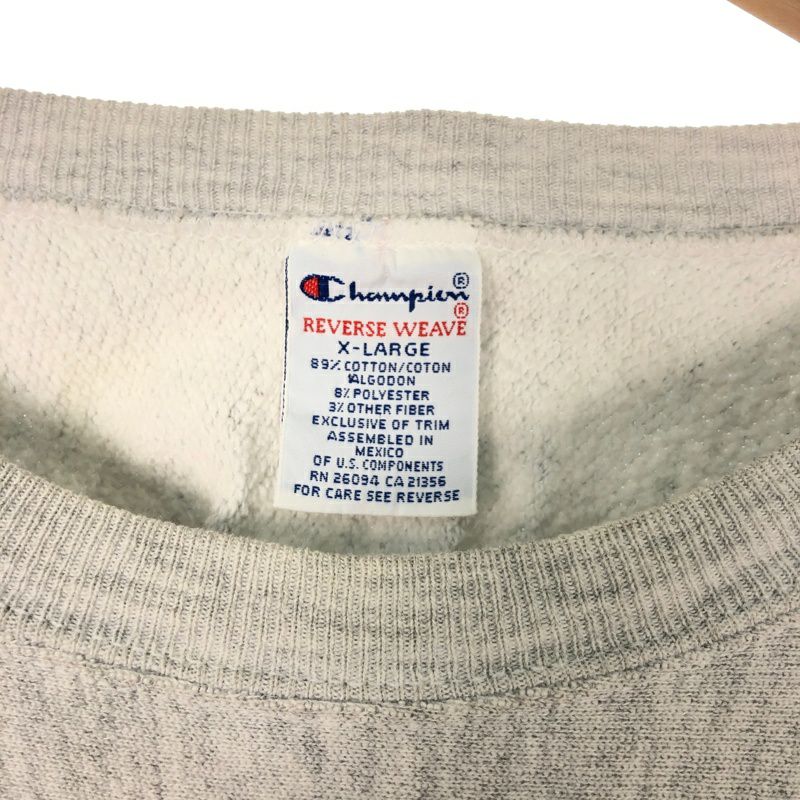 Champion®
REVERSE WEAVE®
X-LARGE
89% COTTON/COTON
ALGODON
8% POLYESTER
3% OTHER FIBER
EXCLUSIVE OF TRIM
ASSEMBLED IN
MEXICO
OF U.S. COMPONENTS
RN 26094 CA 21356
FOR CARE SEE REVERSE